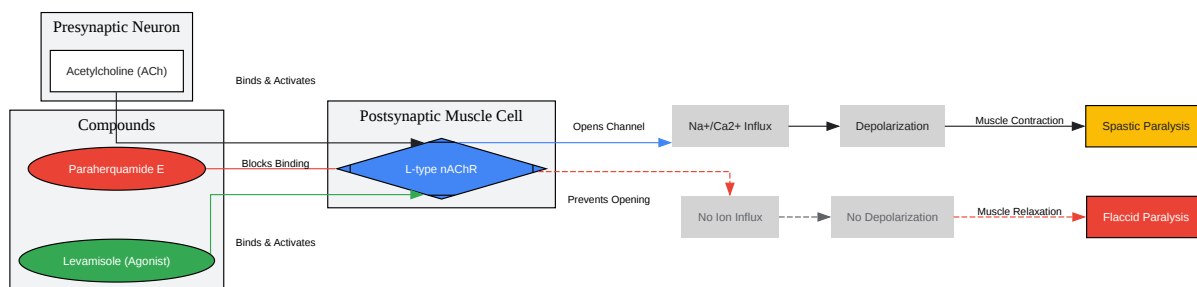 Presynaptic Neuron
Acetylcholine (ACh)
Binds & Activates
Compounds
Paraherquamide E
Blocks Binding
Levamisole (Agonist)
Binds & Activates
Postsynaptic Muscle Cell
L-type nAChR
Opens Channel
Na+/Ca2+ Influx
Depolarization
Muscle Contraction
Spastic Paralysis
Prevents Opening
No Ion Influx
No Depolarization
Muscle Relaxation
Flaccid Paralysis